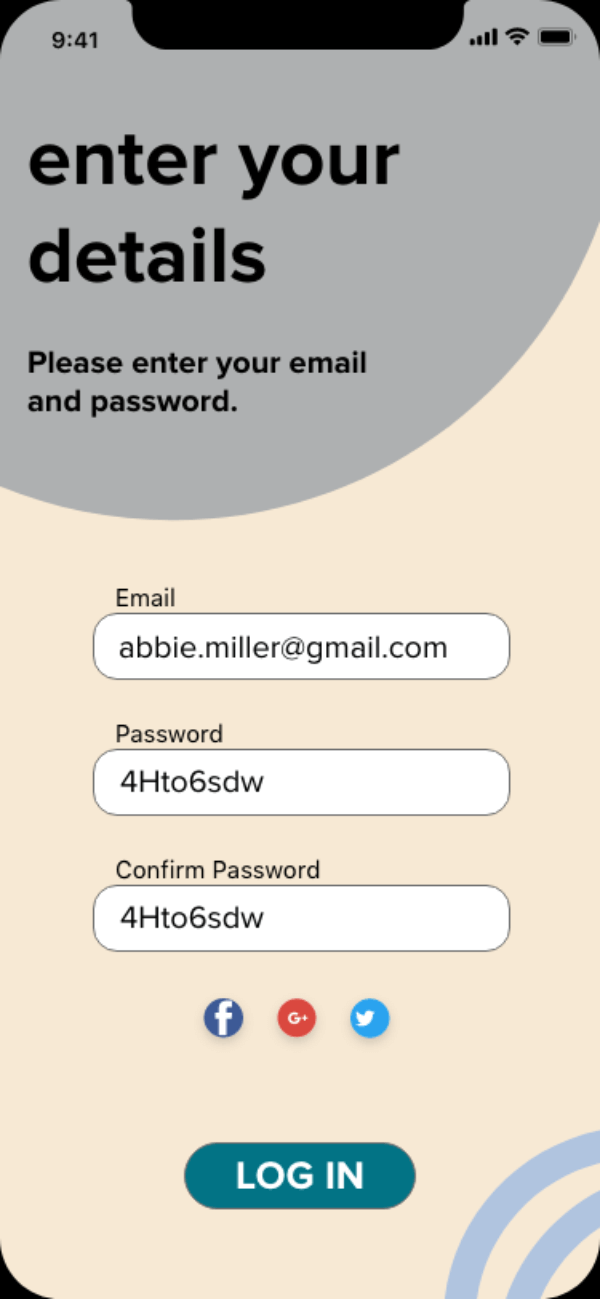 9:41
enter your
details
Please enter your email
and password.
Email
abbie.miller@gmail.com
Password
4Hto6sdw
Confirm Password
4Hto6sdw
f G+
LOG IN